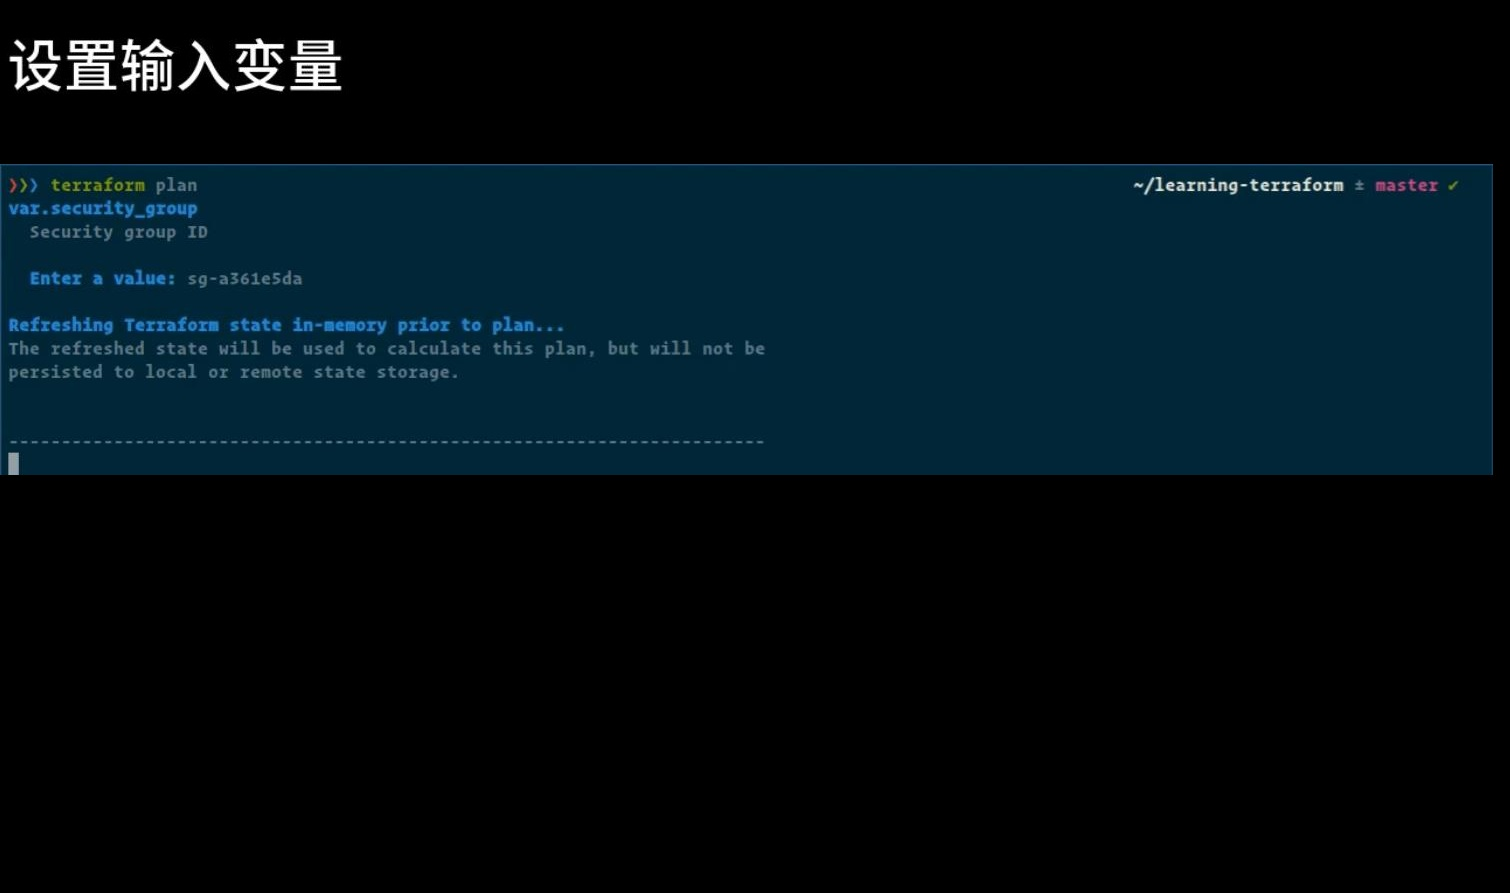 设置输入变量
❯❯❯ terraform plan ~/learning-terraform ± master ✓
var.security_group
Security group ID
Enter a value: sg-a361e5da
Refreshing Terraform state in-memory prior to plan...
The refreshed state will be used to calculate this plan, but will not be
persisted to local or remote state storage.
------------------------------------------------------------------------